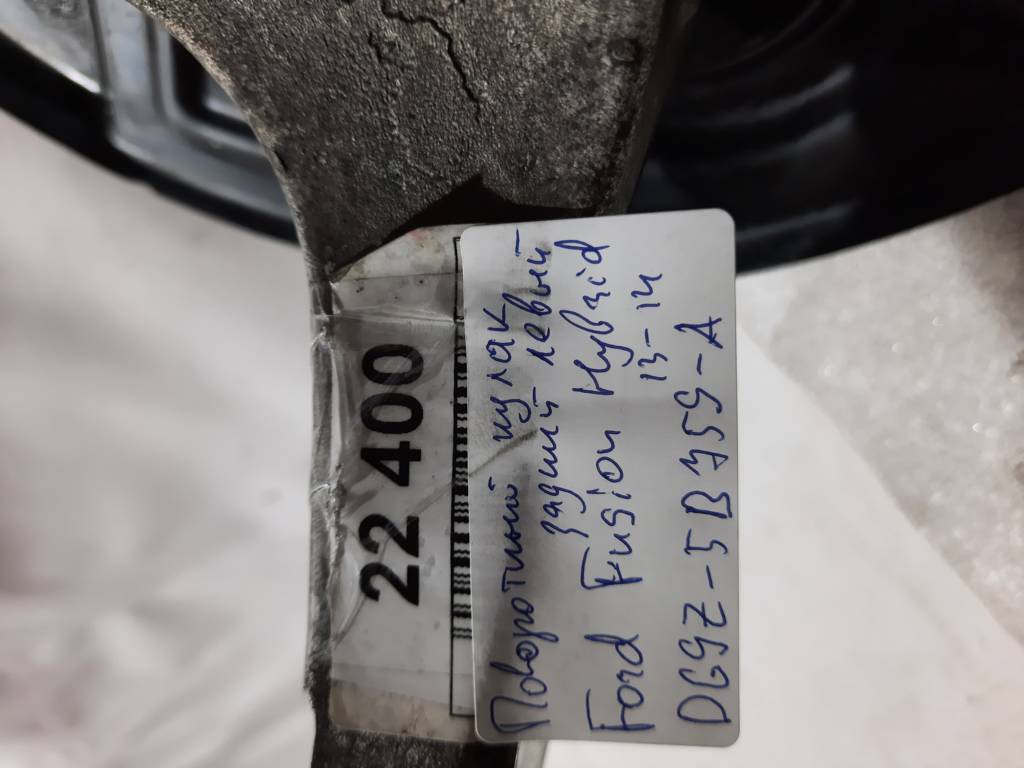 22 400
Поворотный кулак
задний левый
Ford Fusion Hybrid
13-14
DG9Z-5B759-A